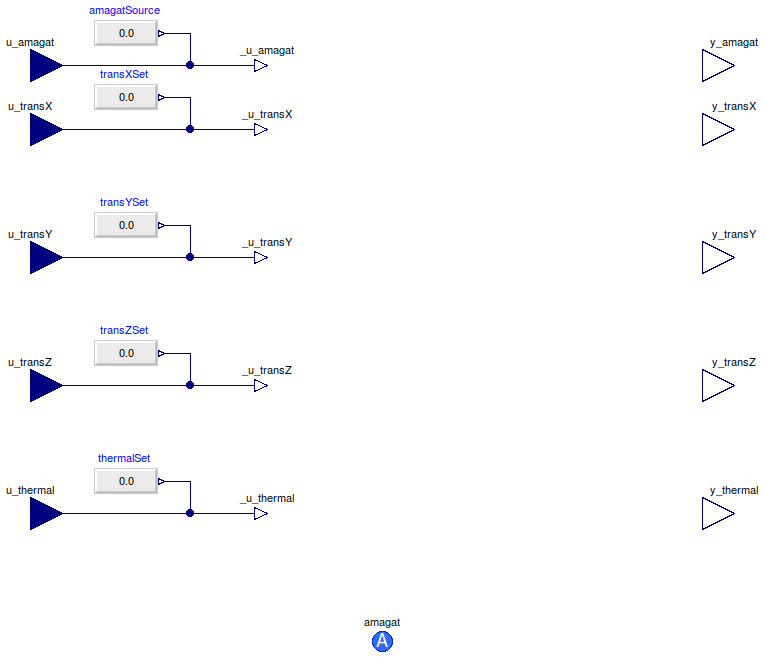 amagatSource
0.0
u_amagat
_u_amagat
y_amagat
transXSet
0.0
u_transX
_u_transX
y_transX
transYSet
0.0
u_transY
_u_transY
y_transY
transZSet
0.0
u_transZ
_u_transZ
y_transZ
thermalSet
0.0
u_thermal
_u_thermal
y_thermal
amagat
A